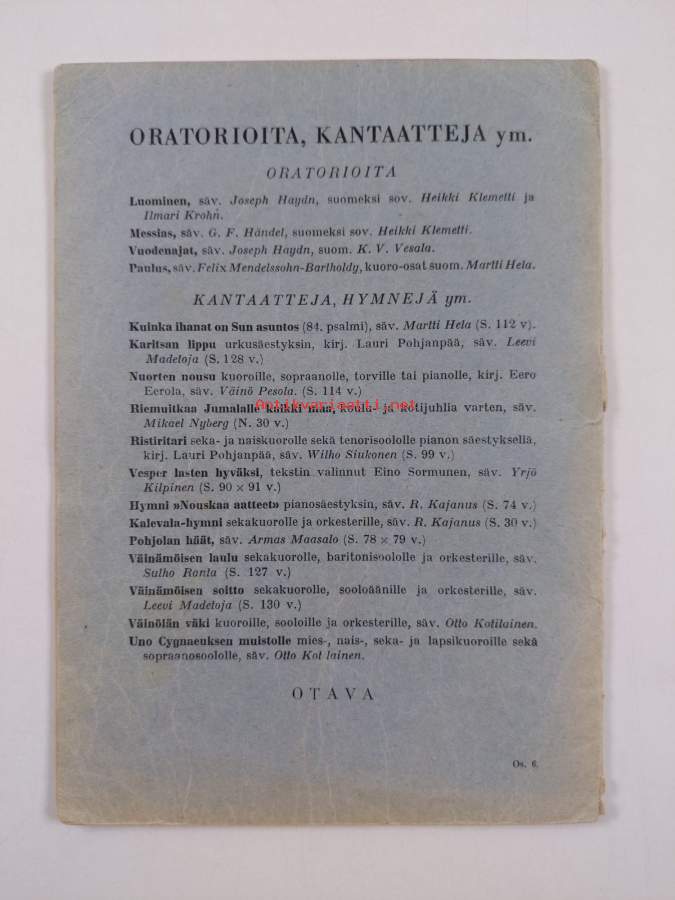 ORATORIOITA, KANTAATTEJA ym.
ORATORIOITA
Luominen, säv. Joseph Haydn, suomeksi sov. Heikki Klemetti ja
Ilmari Krohn.
Messias, säv. G. F. Händel, suomeksi sov. Heikki Klemetti.
Vuodenajat, säv. Joseph Haydn, suom. K. V. Vesala.
Paulus, säv. Felix Mendelssohn-Bartholdy, kuoro-osat suom. Martti Hela.
KANTAATTEJA, HYMNEJÄ ym.
Kuinka ihanat on Sun asuntos (84. psalmi), säv. Martti Hela (S. 112 v).
Karitsan lippu urkusäestyksin, kirj. Lauri Pohjanpää, säv. Leevi
Madetoja (S. 128 v.)
Nuorten nousu kuoroille, sopraanolle, torville tai pianolle, kirj. Eero
Eerola, säv. Väinö Pesola. (S. 114 v.)
Antikvariaatti.net
Riemuitkaa Jumalalle kaikki maa, koulu- ja kotijuhlia varten, säv.
Mikael Nyberg (N. 30 v.)
Ristiritari seka- ja naiskuorolle sekä tenorisoololle pianon säestyksellä,
kirj. Lauri Pohjanpää, säv. Wilho Siukonen (S. 99 v.)
Vesper lasten hyväksi, tekstin valinnut Eino Sormunen, säv. Yrjö
Kilpinen (S. 90 × 91 v.)
Hymni »Nouskaa aatteet» pianosäestyksin, säv. R. Kajanus (S. 74 v.)
Kalevala-hymni sekakuorolle ja orkesterille, säv. R. Kajanus (S. 30 v.)
Pohjolan häät, säv. Armas Maasalo (S. 78 × 79 v.)
Väinämöisen laulu sekakuorolle, baritonisoololle ja orkesterille, säv.
Sulho Ranta (S. 127 v.)
Väinämöisen soitto sekakuorolle, sooloäänille ja orkesterille, säv.
Leevi Madetoja (S. 130 v.)
Väinölän väki kuoroille, sooloille ja orkesterille, säv. Otto Kotilainen.
Uno Cygnaeuksen muistolle mies-, nais-, seka- ja lapsikuoroille sekä
sopraanosoololle, säv. Otto Kotilainen.
OTAVA
Os. 6.